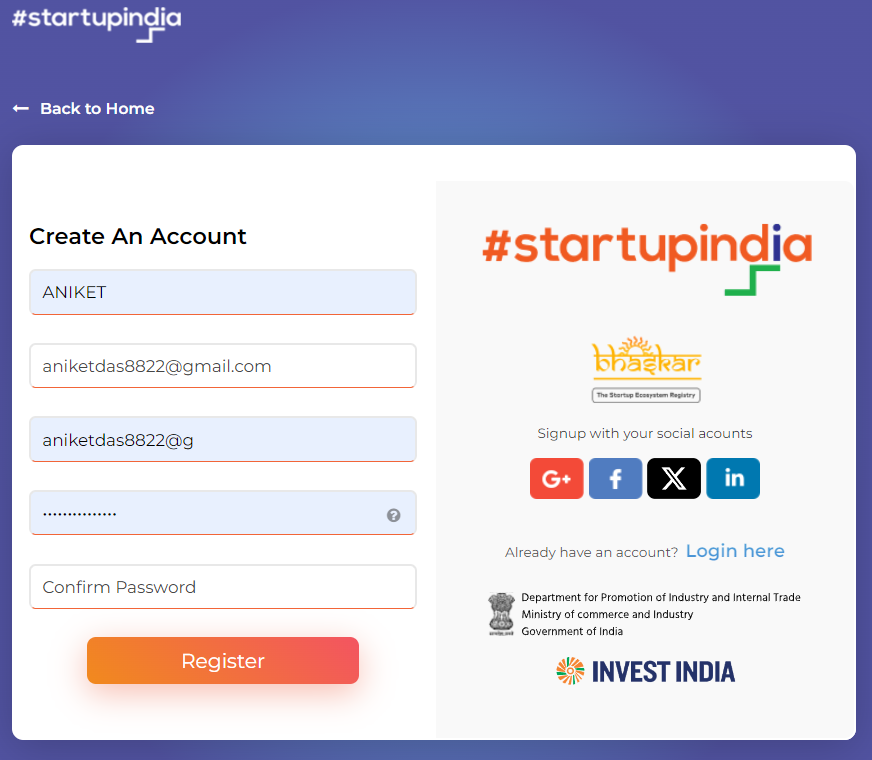 #startupindia
← Back to Home
Create An Account
ANIKET
aniketdas8822@gmail.com
aniketdas8822@g
•••••••••••••••
?
Confirm Password
Register
#startupindia
bhaskar
The Startup Ecosystem Registry
Signup with your social acounts
G+ f X in
Already have an account? Login here
Department for Promotion of Industry and Internal Trade
Ministry of commerce and Industry
Government of India
INVEST INDIA